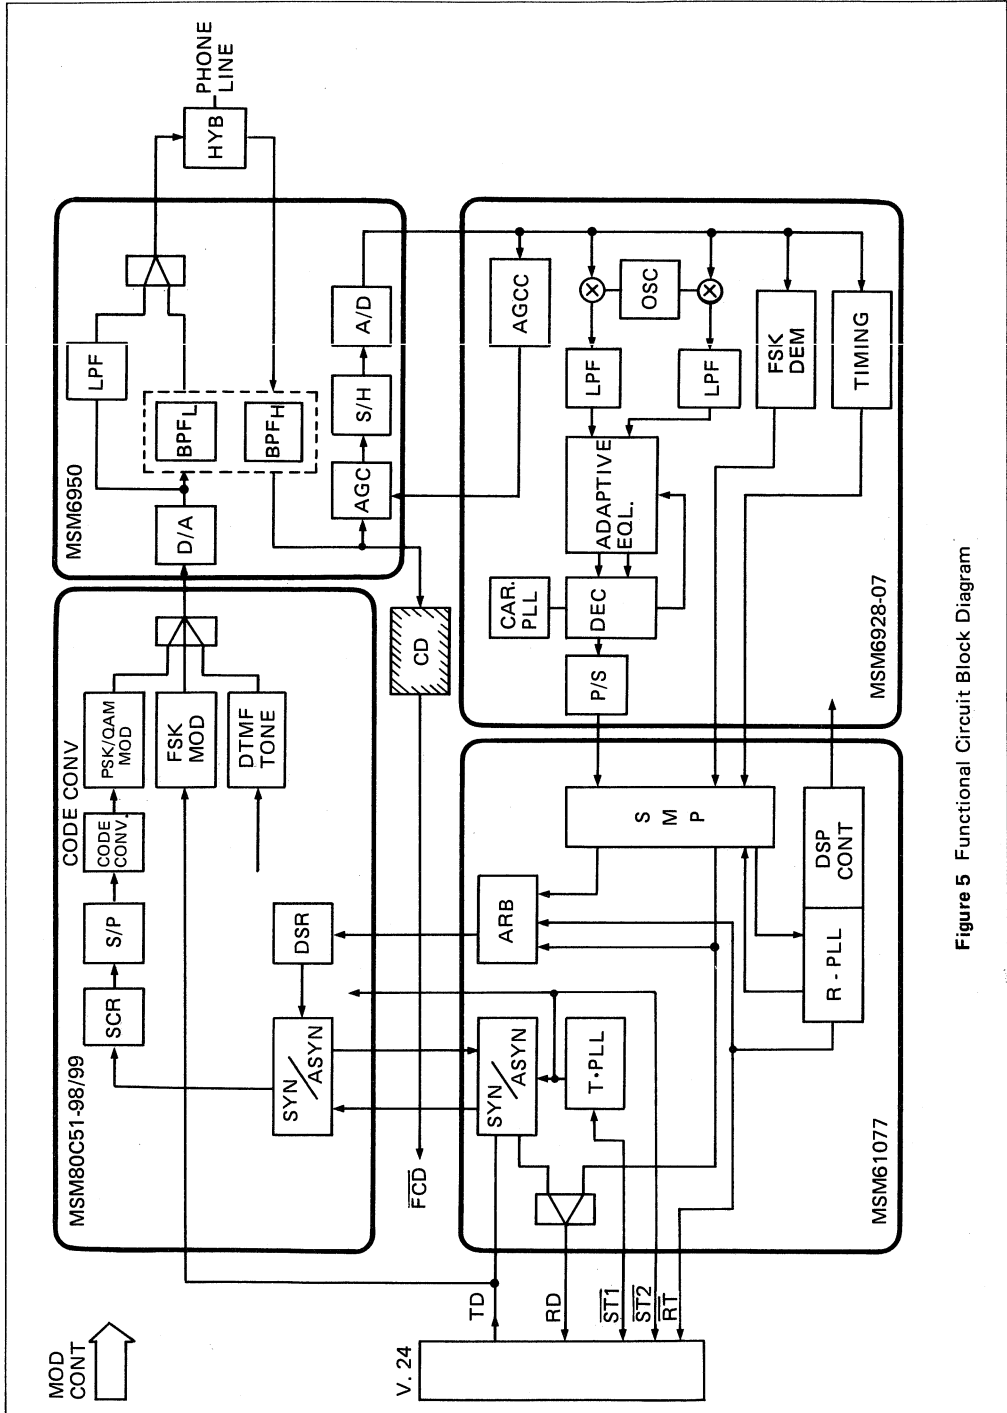 MOD
CONT
V. 24
TD
RD
ST1
ST2
RT
MSM80C51-98/99
SCR
S/P
CODE CONV
CODE
CONV.
PSK/QAM
MOD
FSK
MOD
DTMF
TONE
SYN/
ASYN
DSR
FCD
CD
MSM6950
D/A
LPF
BPFL
BPFH
AGC
S/H
A/D
HYB
PHONE
LINE
MSM61077
SYN/
ASYN
T·PLL
ARB
S M P
R - PLL
DSP
CONT
MSM6928-07
P/S
DEC
CAR.
PLL
ADAPTIVE
EQL.
LPF
LPF
AGCC
OSC
FSK
DEM
TIMING
Figure 5 Functional Circuit Block Diagram